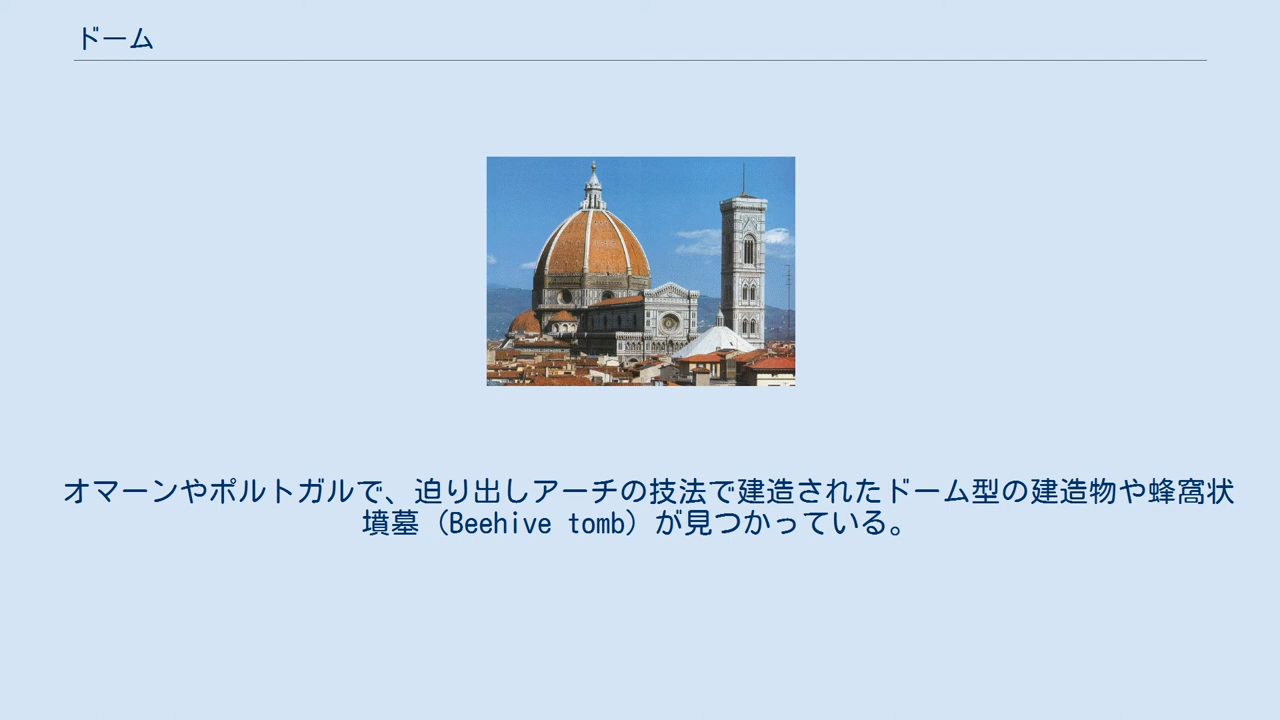 ドーム
オマーンやポルトガルで、迫り出しアーチの技法で建造されたドーム型の建造物や蜂窩状
墳墓（Beehive tomb）が見つかっている。